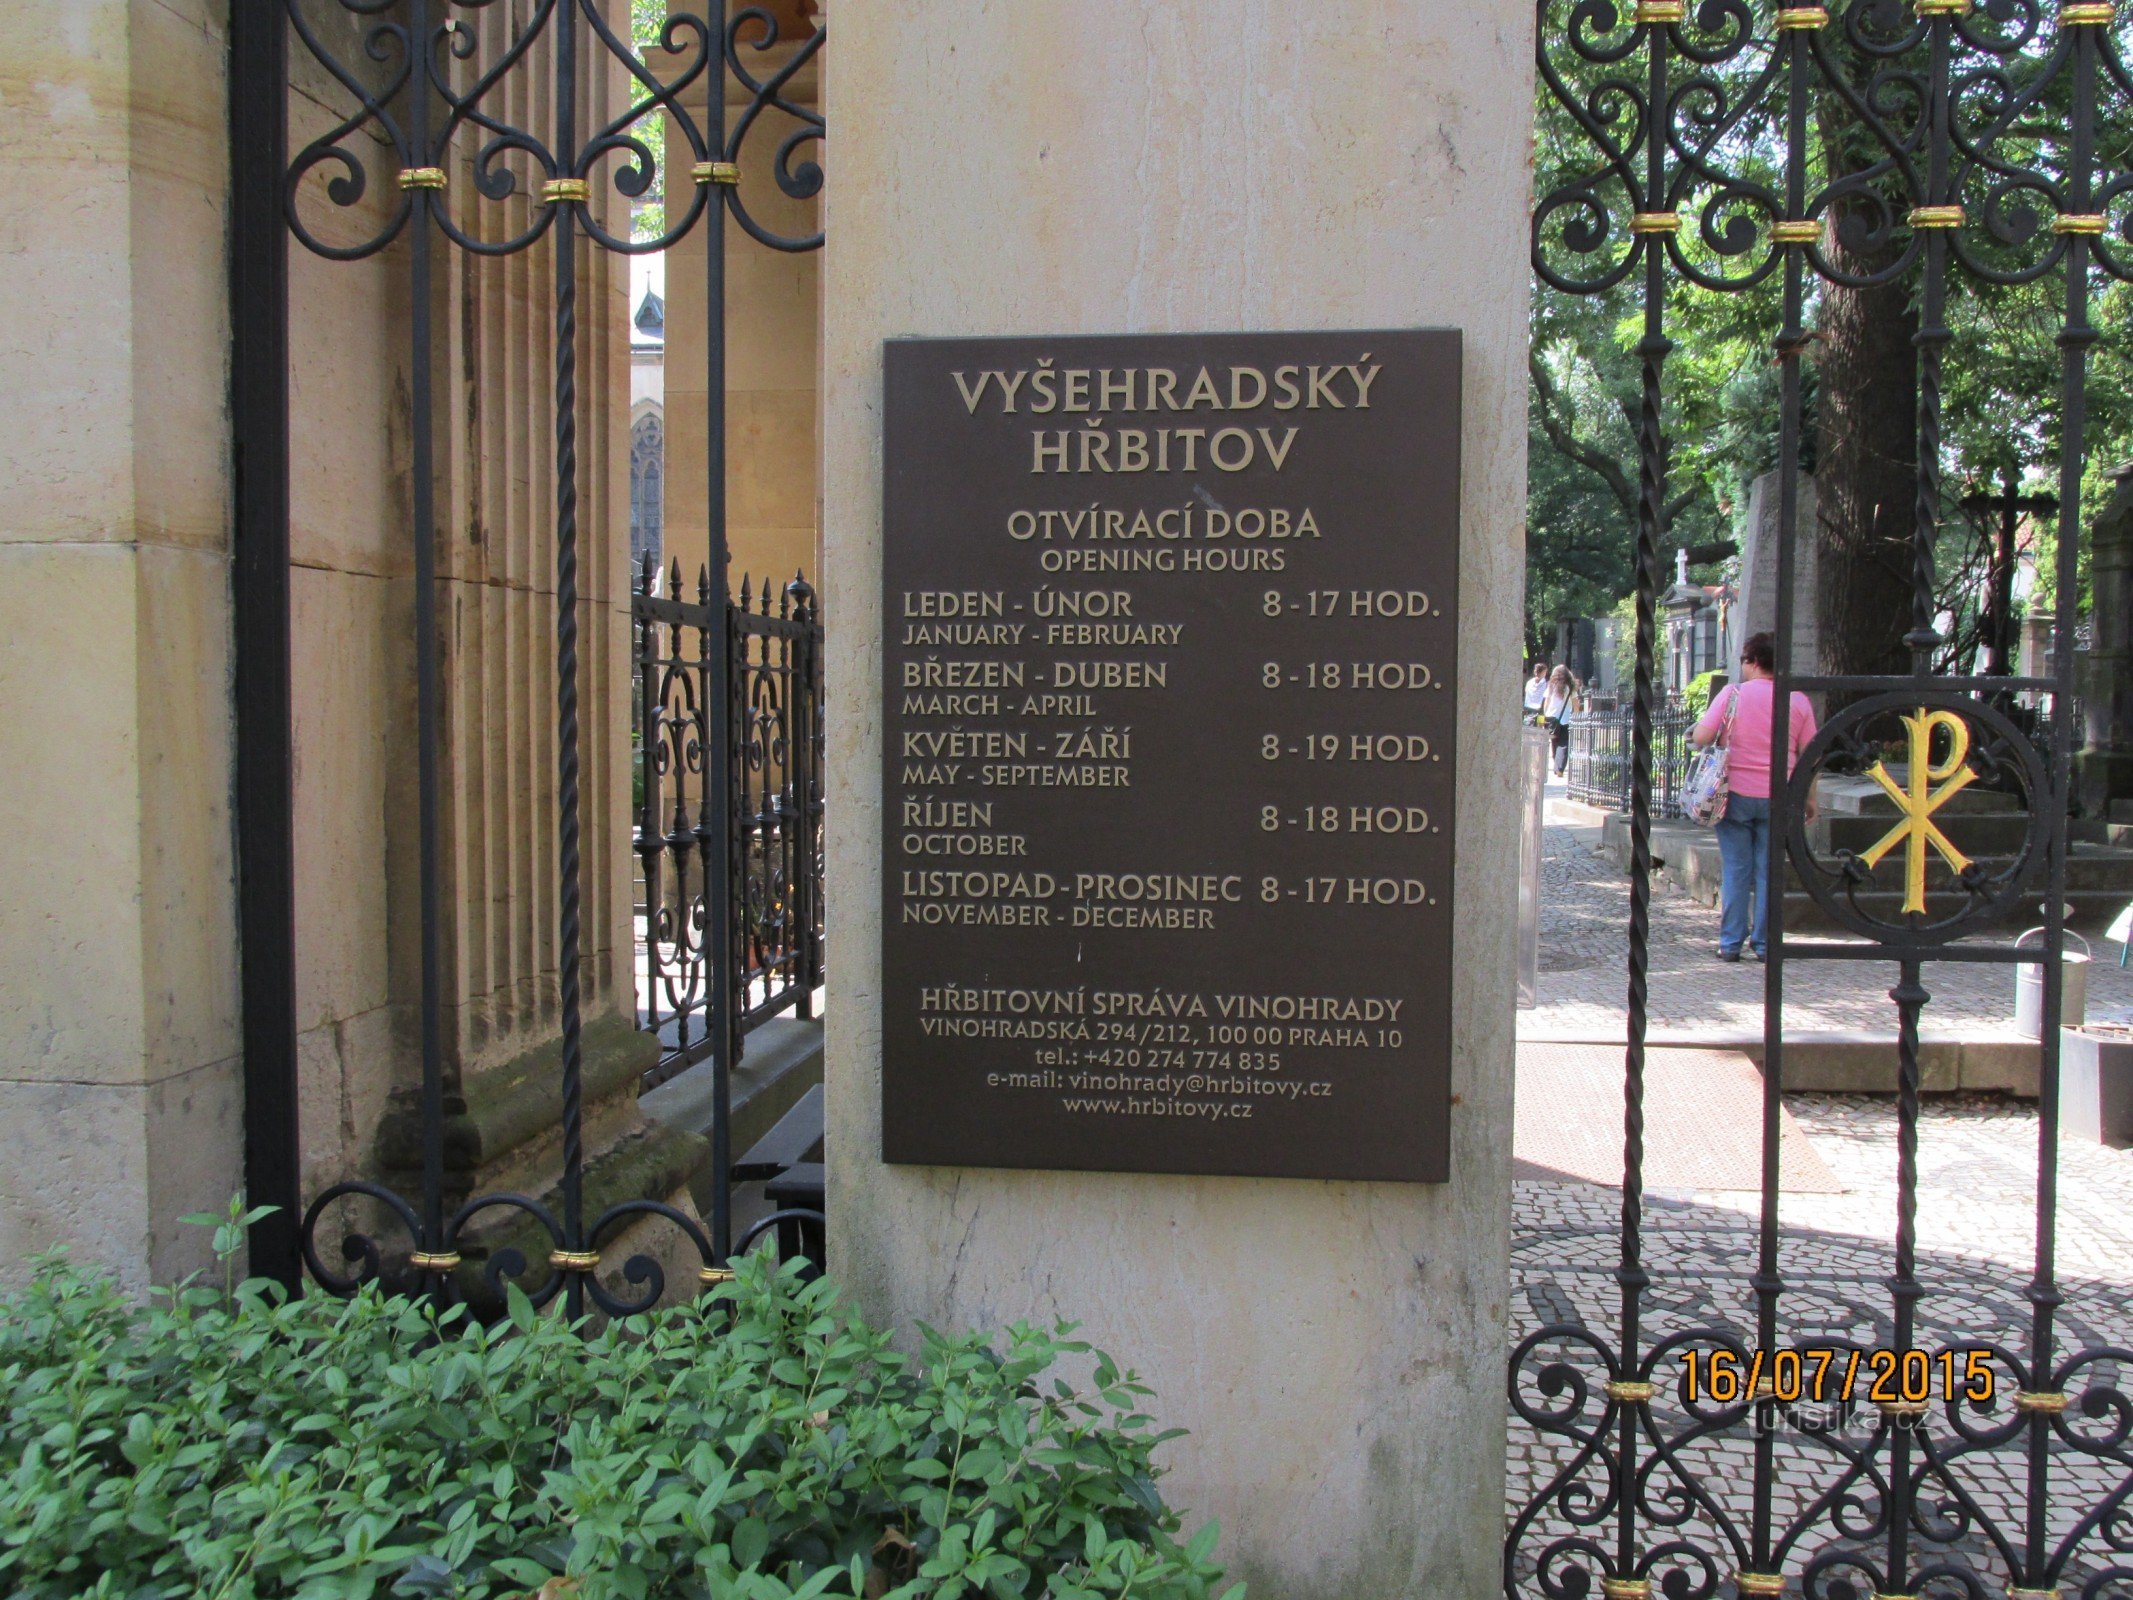 VYŠEHRADSKÝ
HŘBITOV
OTVÍRACÍ DOBA
OPENING HOURS
LEDEN - ÚNOR 8 - 17 HOD.
JANUARY - FEBRUARY
BŘEZEN - DUBEN 8 - 18 HOD.
MARCH - APRIL
KVĚTEN - ZÁŘÍ 8 - 19 HOD.
MAY - SEPTEMBER
ŘÍJEN 8 - 18 HOD.
OCTOBER
LISTOPAD - PROSINEC 8 - 17 HOD.
NOVEMBER - DECEMBER
HŘBITOVNÍ SPRÁVA VINOHRADY
VINOHRADSKÁ 294/212, 100 00 PRAHA 10
tel.: +420 274 774 835
e-mail: vinohrady@hrbitovy.cz
www.hrbitovy.cz
16/07/2015
Turistika.cz